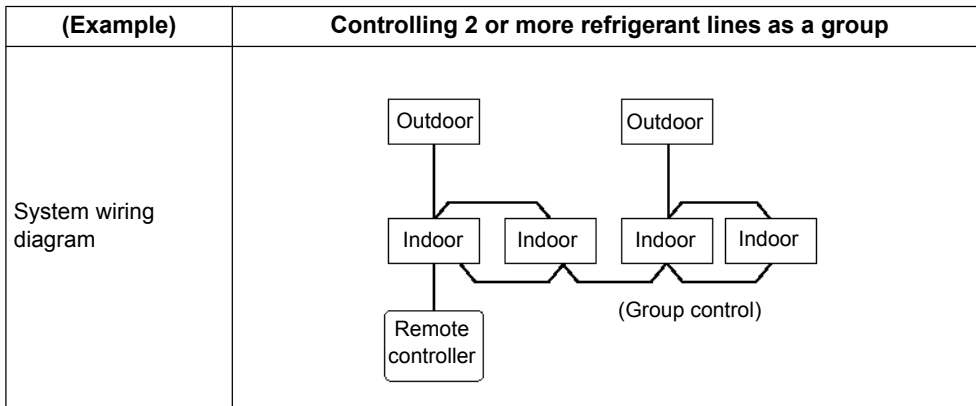 (Example)
Controlling 2 or more refrigerant lines as a group
System wiring
diagram
Outdoor
Outdoor
Indoor
Indoor
Indoor
Indoor
(Group control)
Remote
controller